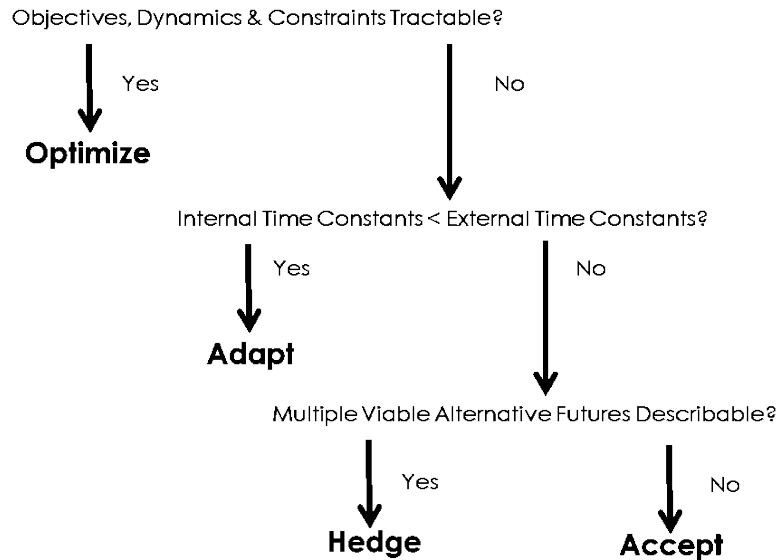 Objectives, Dynamics & Constraints Tractable?
Yes
No
Optimize
Internal Time Constants < External Time Constants?
Yes
No
Adapt
Multiple Viable Alternative Futures Describable?
Yes
No
Hedge
Accept